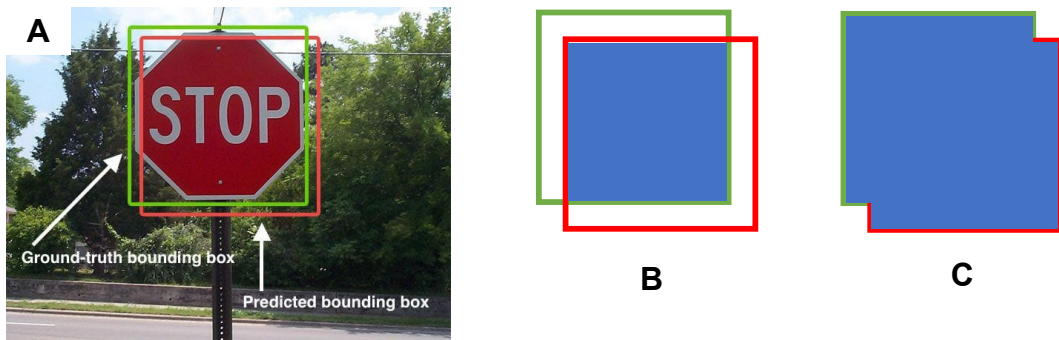 A
STOP
Ground-truth bounding box
Predicted bounding box
B
C